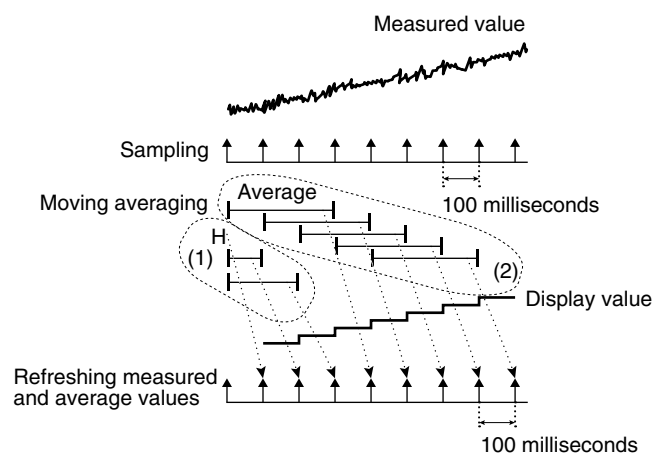 Measured value
Sampling
100 milliseconds
Moving averaging
Average
H
(1)
(2)
Display value
Refreshing measured
and average values
100 milliseconds